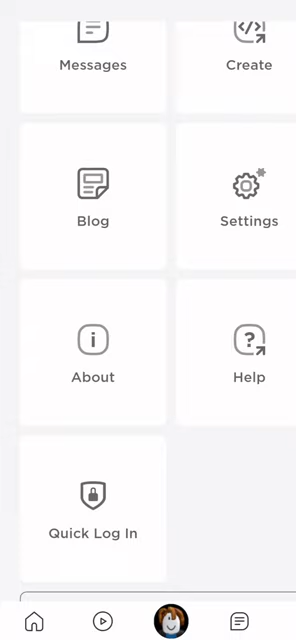 Messages
Create
Blog
Settings
About
Help
Quick Log In